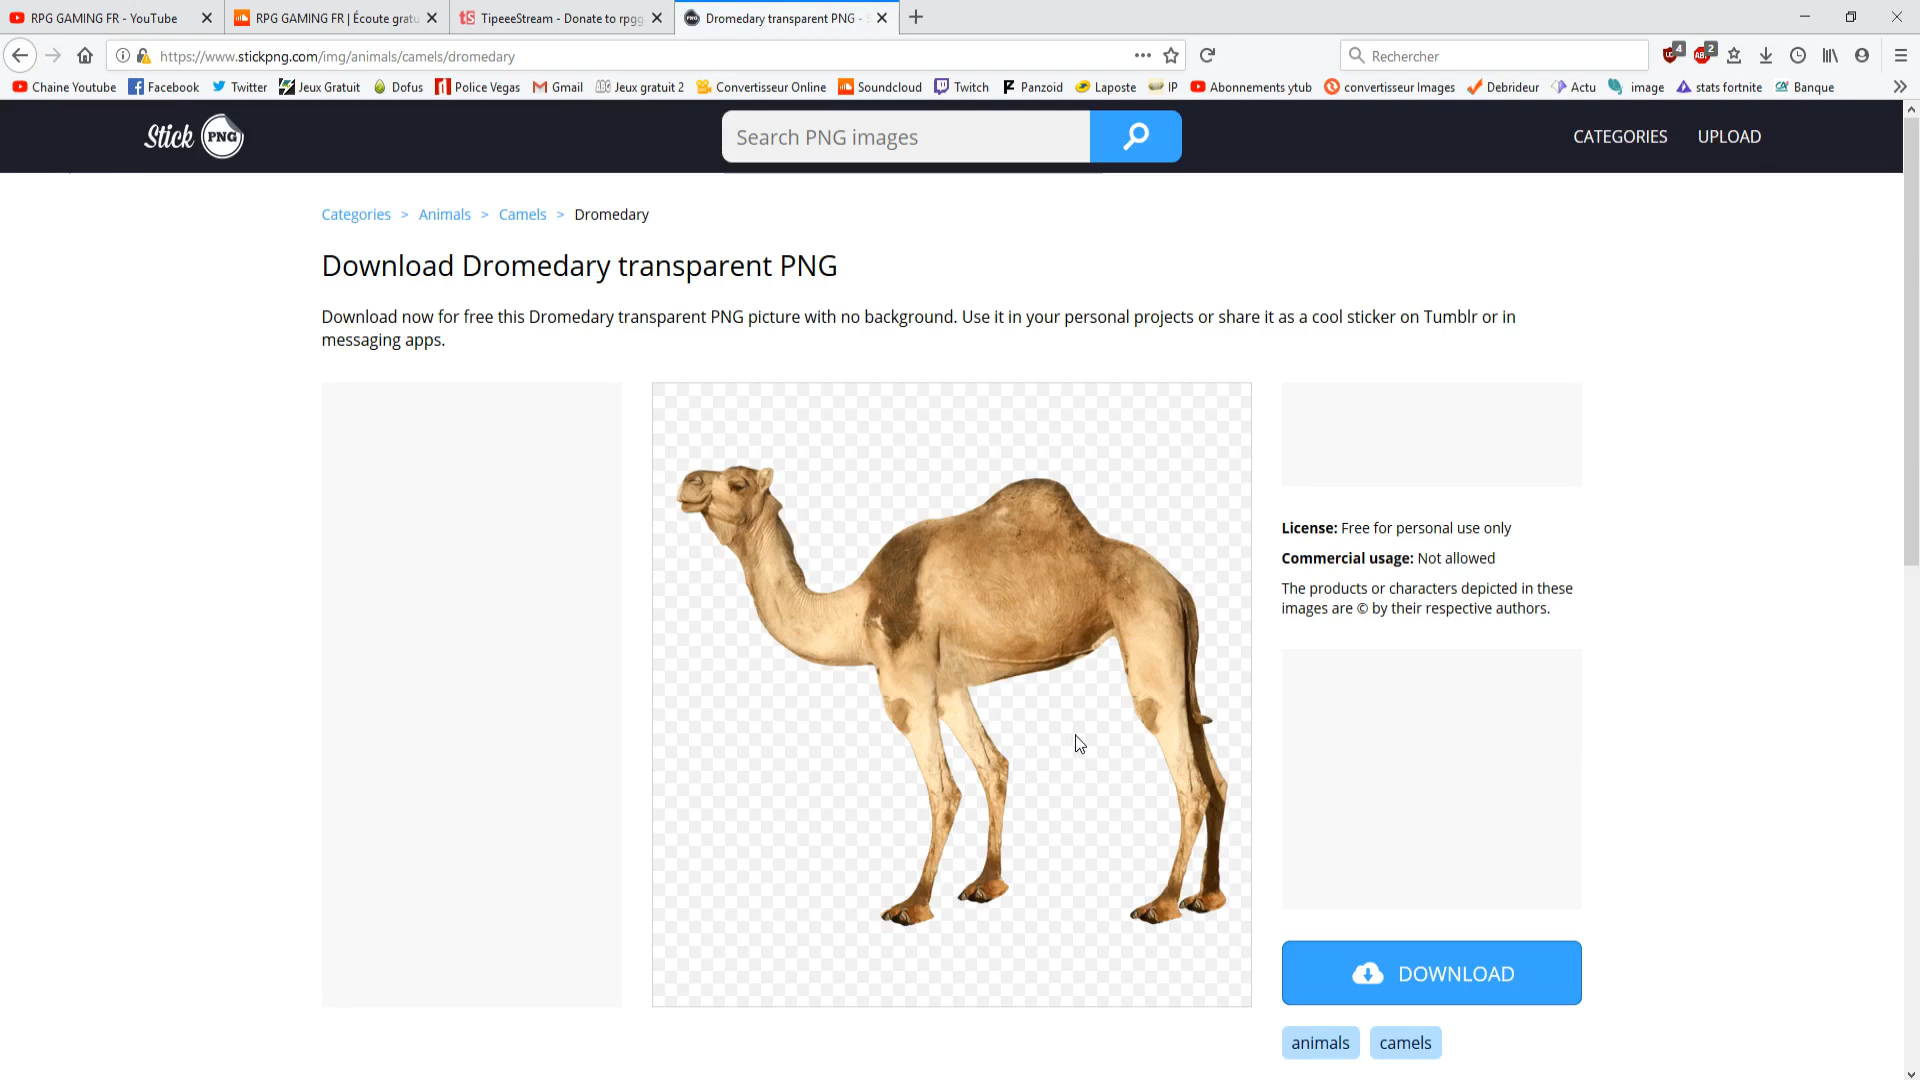 RPG GAMING FR - YouTube
RPG GAMING FR | Écoute gratu
TipeeeStream - Donate to rpgg
Dromedary transparent PNG -
https://www.stickpng.com/img/animals/camels/dromedary
Rechercher
4
2
Chaine Youtube
Facebook
Twitter
Jeux Gratuit
Dofus
Police Vegas
Gmail
Jeux gratuit 2
Convertisseur Online
Soundcloud
Twitch
Panzoid
Laposte
IP
Abonnements ytub
convertisseur Images
Debrideur
Actu
image
stats fortnite
Banque
Stick PNG
Search PNG images
CATEGORIES
UPLOAD
Categories > Animals > Camels > Dromedary
Download Dromedary transparent PNG
Download now for free this Dromedary transparent PNG picture with no background. Use it in your personal projects or share it as a cool sticker on Tumblr or in
messaging apps.
License: Free for personal use only
Commercial usage: Not allowed
The products or characters depicted in these
images are © by their respective authors.
DOWNLOAD
animals
camels